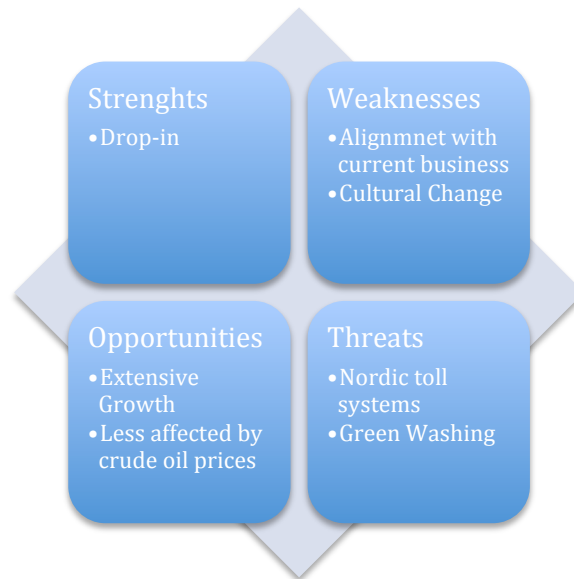 Strenghts
•Drop-in
Weaknesses
•Alignmnet with
current business
•Cultural Change
Opportunities
•Extensive
Growth
•Less affected by
crude oil prices
Threats
•Nordic toll
systems
•Green Washing